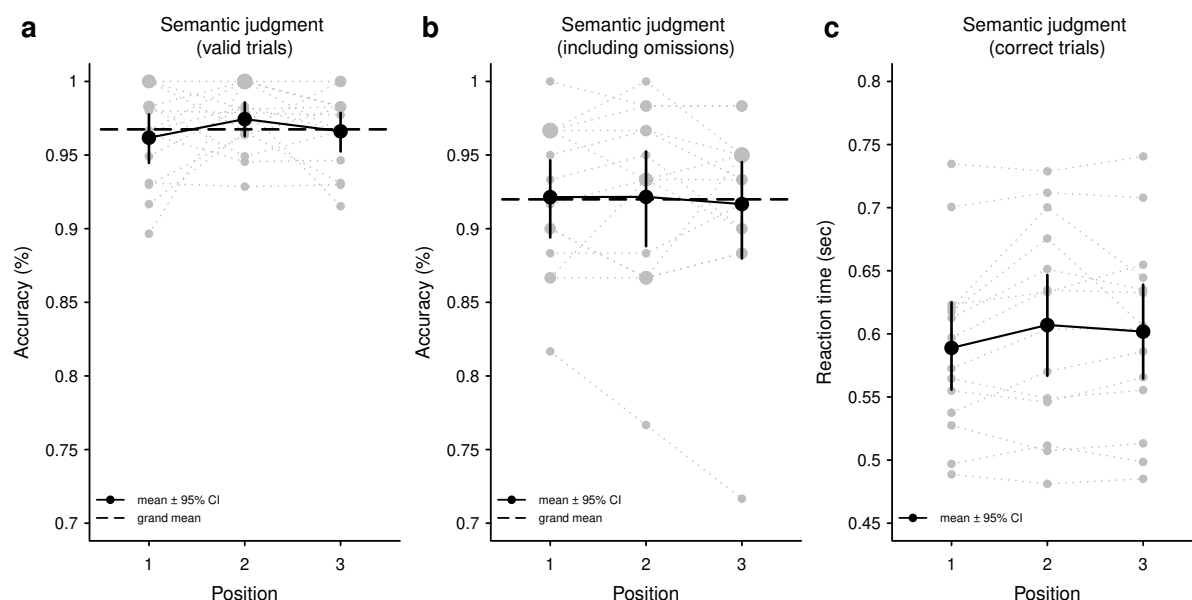 a
Semantic judgment
(valid trials)
Accuracy (%)
1
0.95
0.9
0.85
0.8
0.75
0.7
mean ± 95% CI
grand mean
1 2 3
Position
b
Semantic judgment
(including omissions)
Accuracy (%)
1
0.95
0.9
0.85
0.8
0.75
0.7
mean ± 95% CI
grand mean
1 2 3
Position
c
Semantic judgment
(correct trials)
Reaction time (sec)
0.8
0.75
0.7
0.65
0.6
0.55
0.5
0.45
mean ± 95% CI
1 2 3
Position